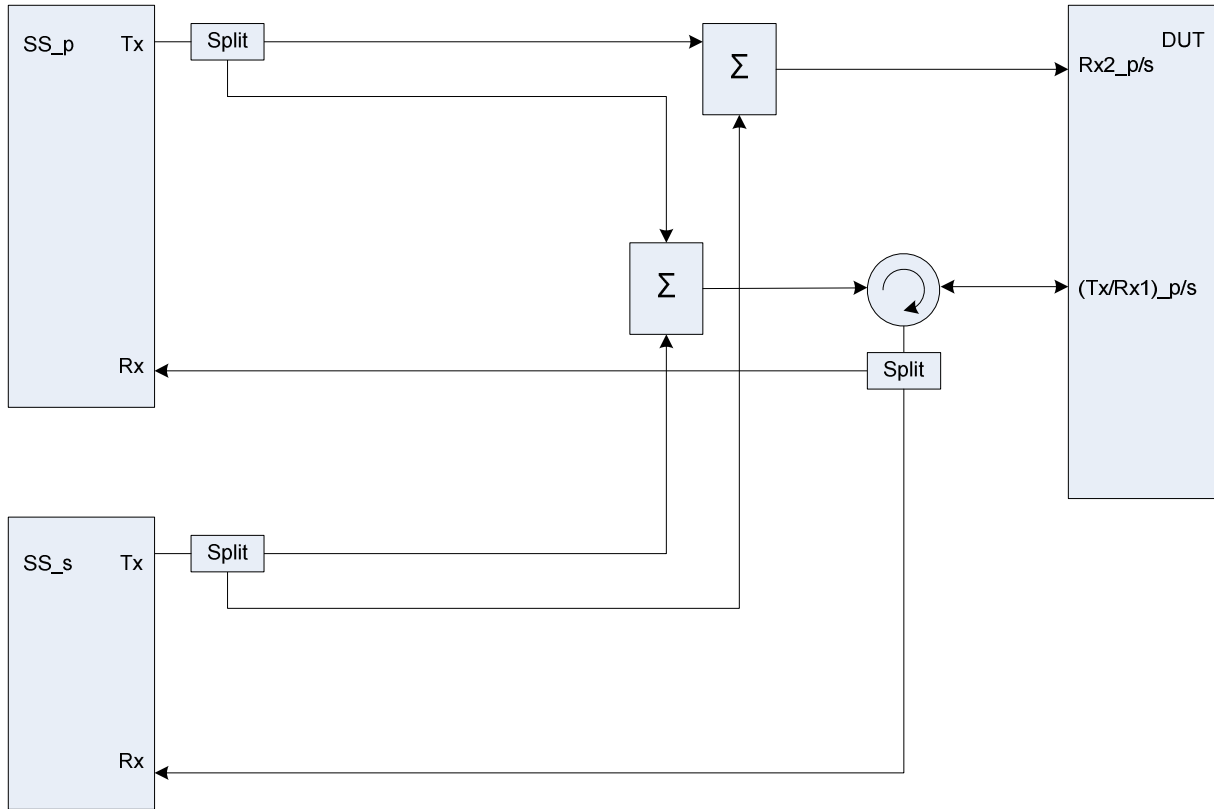 SS_p Tx
Split
Σ
DUT
Rx2_p/s
Σ
(Tx/Rx1)_p/s
Rx
Split
SS_s Tx
Split
Rx